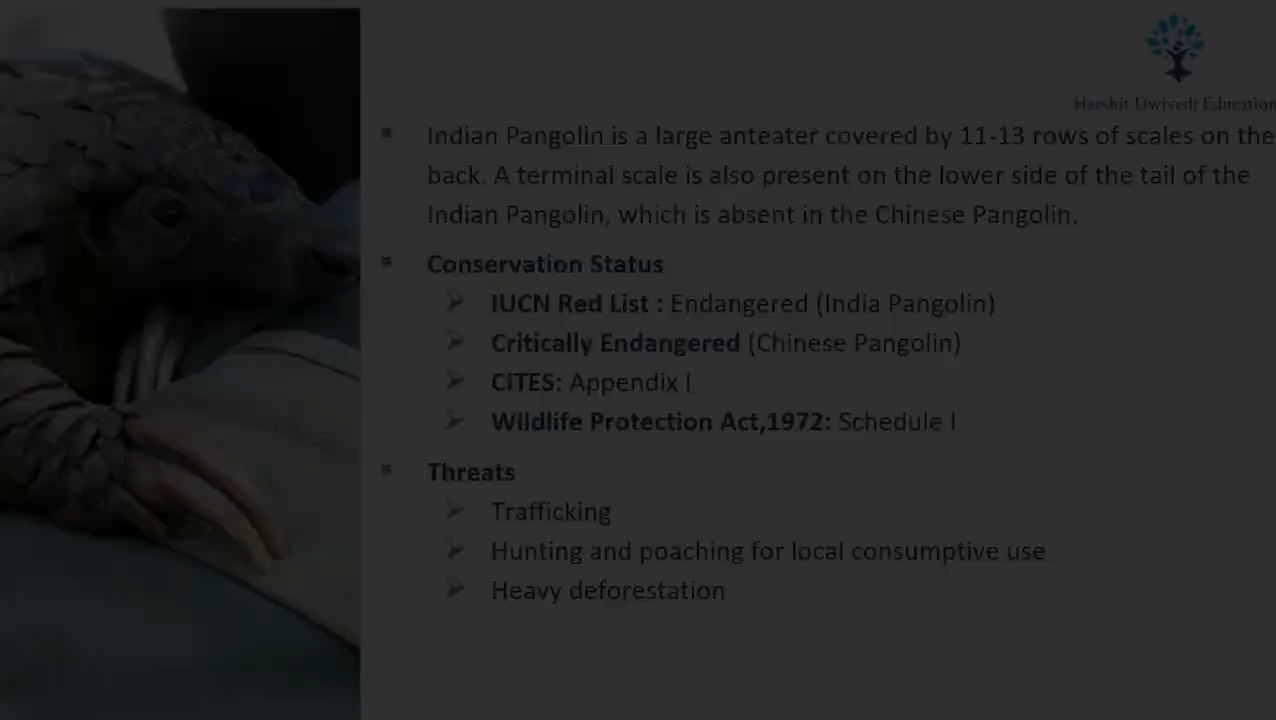 Harshit Dwivedi Education
Indian Pangolin is a large anteater covered by 11-13 rows of scales on the
back. A terminal scale is also present on the lower side of the tail of the
Indian Pangolin, which is absent in the Chinese Pangolin.
Conservation Status
IUCN Red List : Endangered (India Pangolin)
Critically Endangered (Chinese Pangolin)
CITES: Appendix I
Wildlife Protection Act,1972: Schedule I
Threats
Trafficking
Hunting and poaching for local consumptive use
Heavy deforestation